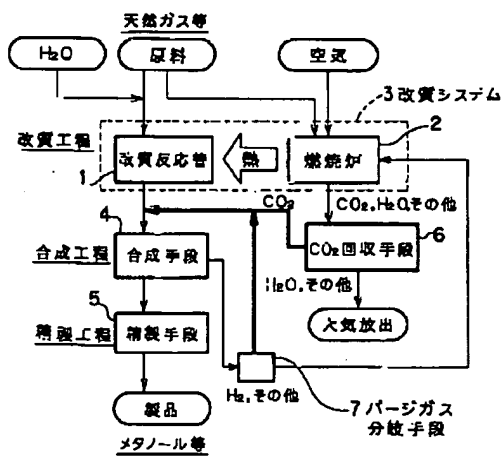 天然ガス等
H₂O
原料
空気
3 改質システム
改質工程
改質反応管
1
熱
燃焼炉
2
CO₂
CO₂,H₂O,その他
4
合成工程
合成手段
CO₂回収手段
6
H₂O,その他
大気放出
5
精製工程
精製手段
H₂,その他
7 パージガス
分岐手段
製品
メタノール等